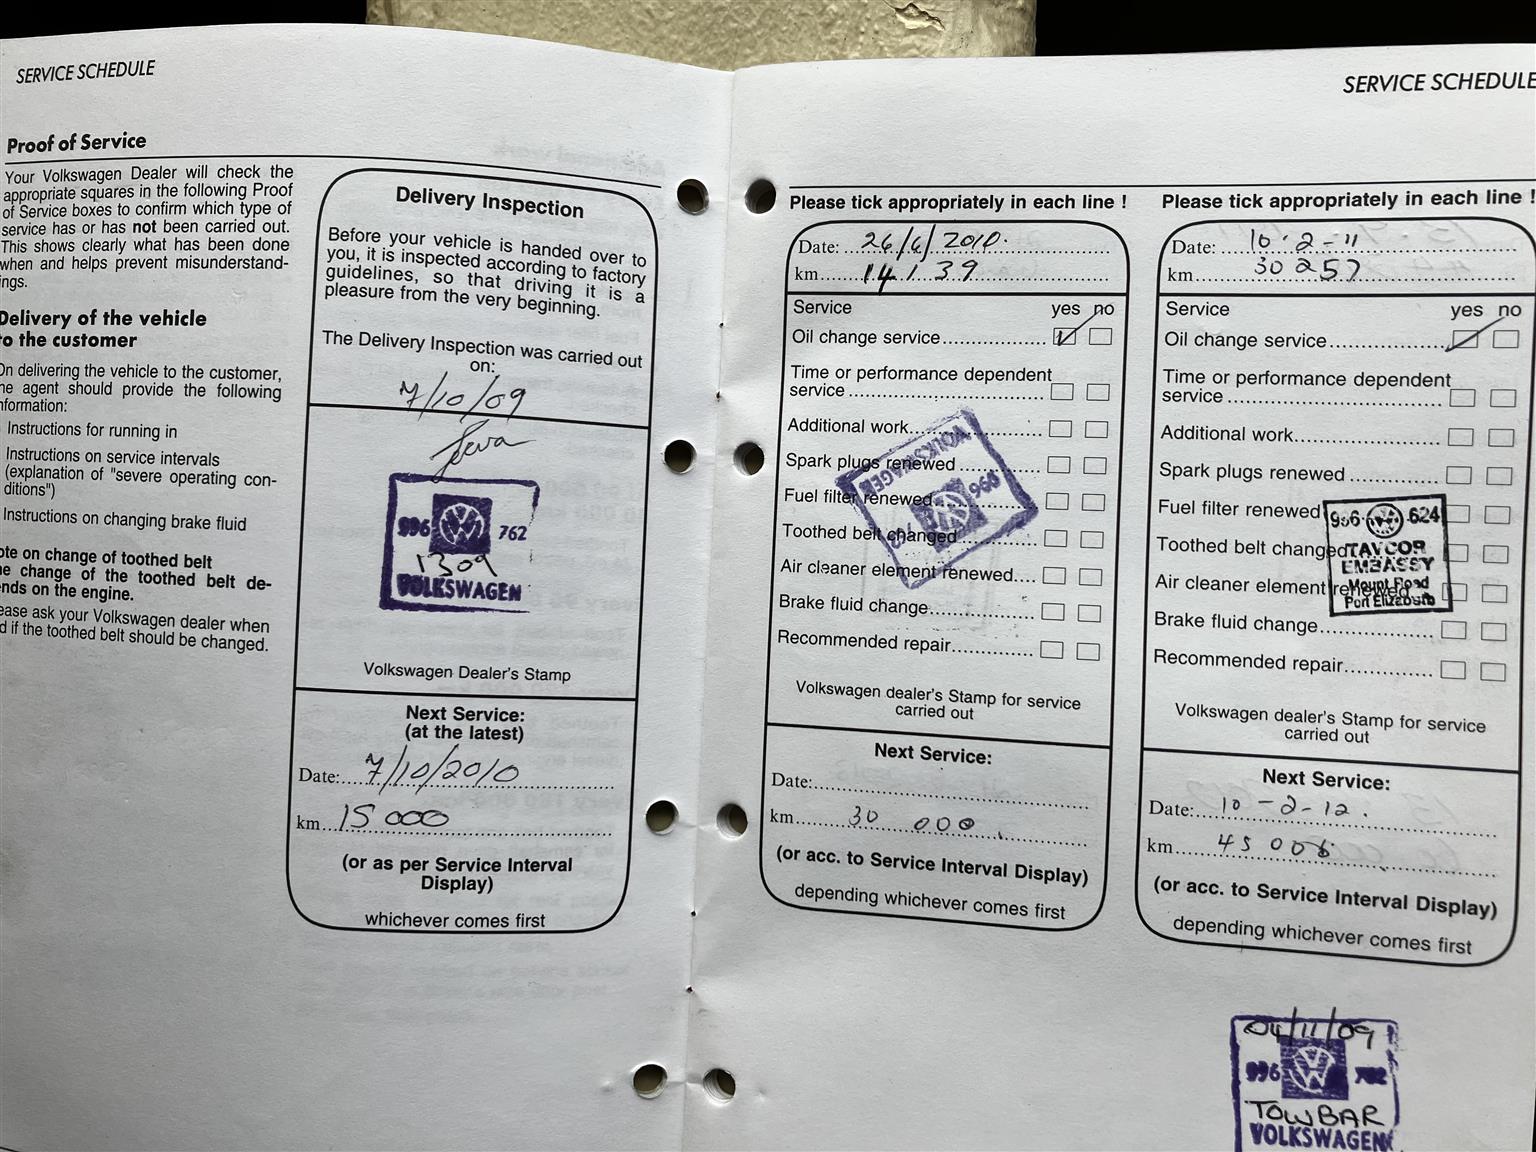 SERVICE SCHEDULE
Proof of Service
Your Volkswagen Dealer will check the
appropriate squares in the following Proof
of Service boxes to confirm which type of
service has or has not been carried out.
This shows clearly what has been done
when and helps prevent misunderstand-
ings.
Delivery of the vehicle
to the customer
On delivering the vehicle to the customer,
he agent should provide the following
nformation:
Instructions for running in
Instructions on service intervals
(explanation of "severe operating con-
ditions")
Instructions on changing brake fluid
ote on change of toothed belt
e change of the toothed belt de-
nds on the engine.
ease ask your Volkswagen dealer when
d if the toothed belt should be changed.
Delivery Inspection
Before your vehicle is handed over to
you, it is inspected according to factory
guidelines, so that driving it is a
pleasure from the very beginning.
The Delivery Inspection was carried out
on:
7/10/09
996 762
1309
VOLKSWAGEN
Volkswagen Dealer's Stamp
Next Service:
(at the latest)
Date: 7/10/2010
km 15 000
(or as per Service Interval
Display)
whichever comes first
SERVICE SCHEDULE
Please tick appropriately in each line !
Date: 26/6/2010.
km 14139
Service yes no
Oil change service
Time or performance dependent
service
Additional work
Spark plugs renewed
Fuel filter renewed
Toothed belt changed
Air cleaner element renewed
Brake fluid change
Recommended repair
VOLKSWAGEN
996 762
Volkswagen dealer's Stamp for service
carried out
Next Service:
Date:
km 30 000
(or acc. to Service Interval Display)
depending whichever comes first
Please tick appropriately in each line !
Date: 10.2-11
km 30257
Service yes no
Oil change service
Time or performance dependent
service
Additional work
Spark plugs renewed
Fuel filter renewed
Toothed belt changed
Air cleaner element renewed
Brake fluid change
Recommended repair
996 624
TAVCOR
EMBASSY
Mount Road
Port Elizabeth
Volkswagen dealer's Stamp for service
carried out
Next Service:
Date: 10-2-12.
km 45 006
(or acc. to Service Interval Display)
depending whichever comes first
04/11/09
996 762
TOWBAR
VOLKSWAGEN